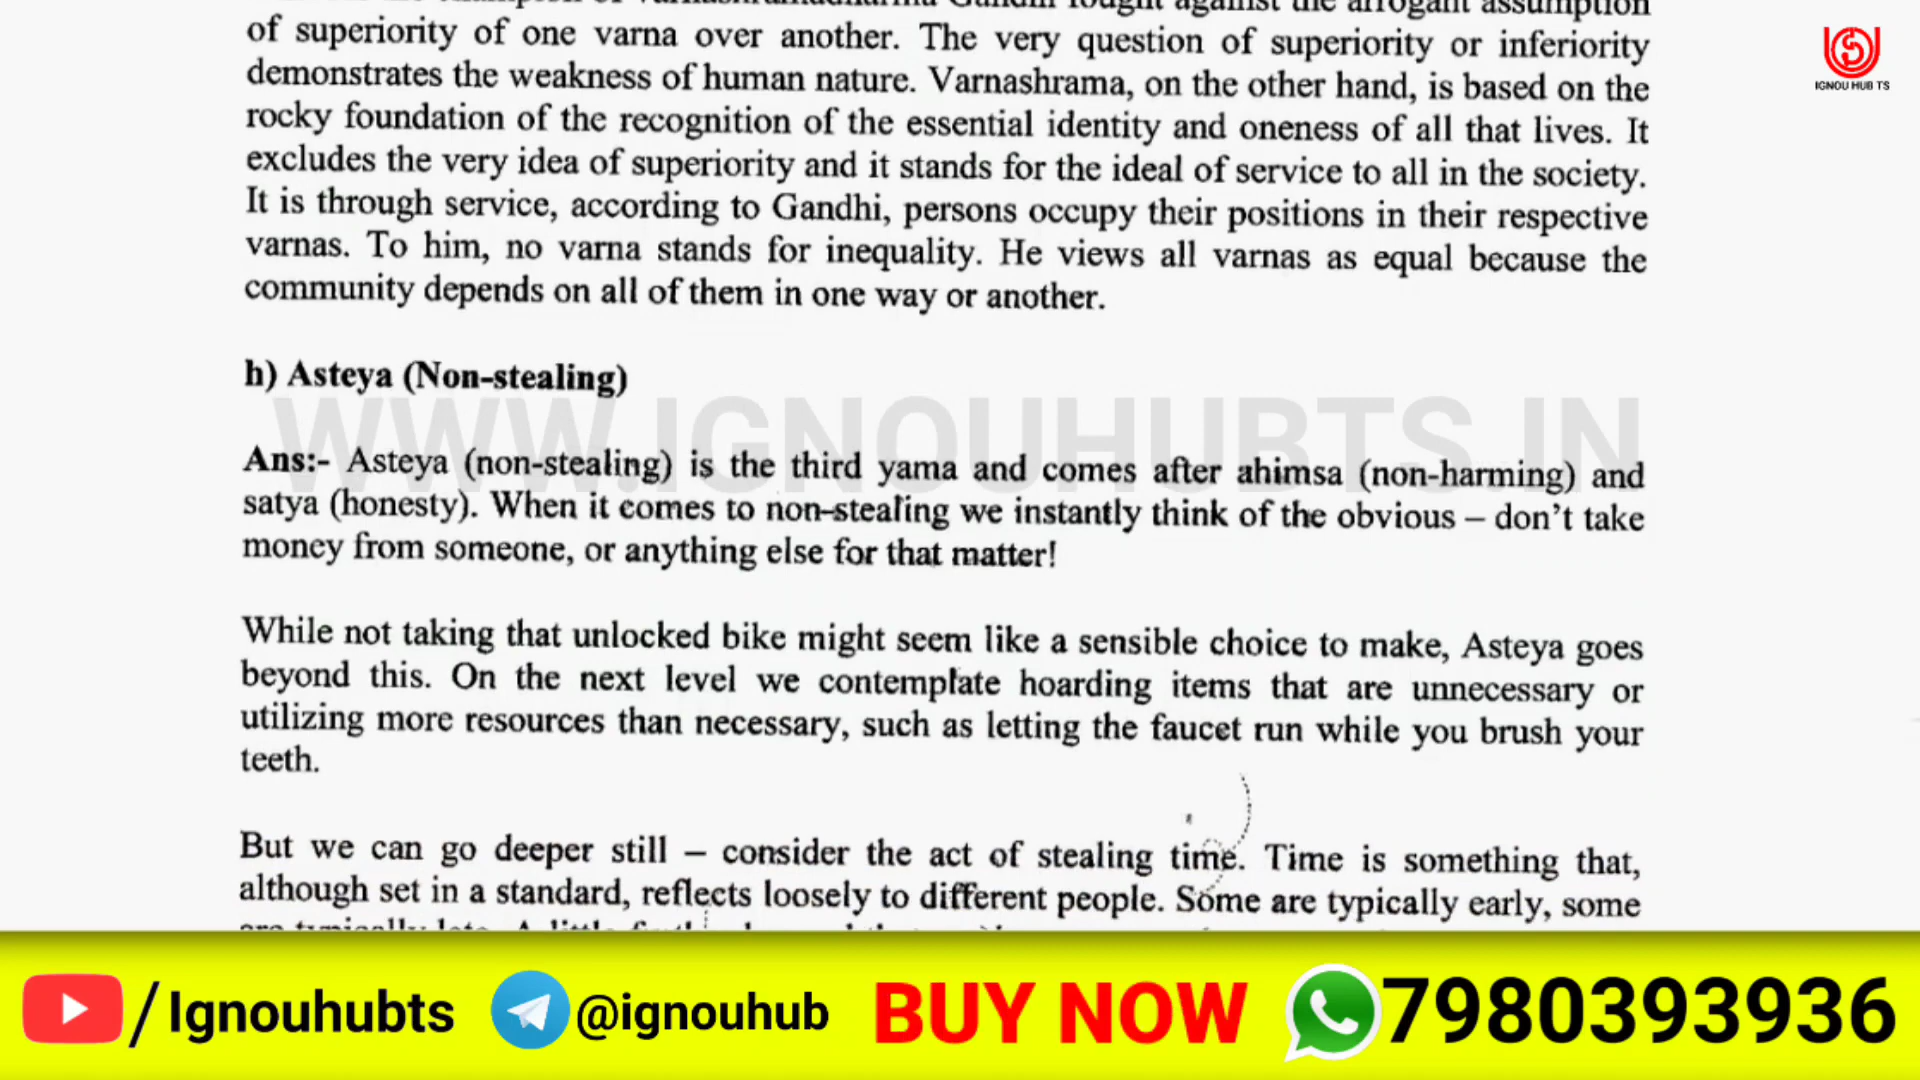 of superiority of one varna over another. The very question of superiority or inferiority
demonstrates the weakness of human nature. Varnashrama, on the other hand, is based on the
rocky foundation of the recognition of the essential identity and oneness of all that lives. It
excludes the very idea of superiority and it stands for the ideal of service to all in the society.
It is through service, according to Gandhi, persons occupy their positions in their respective
varnas. To him, no varna stands for inequality. He views all varnas as equal because the
community depends on all of them in one way or another.
h) Asteya (Non-stealing)
WWW.IGNOUHUBTS.IN
Ans:- Asteya (non-stealing) is the third yama and comes after ahimsa (non-harming) and
satya (honesty). When it comes to non-stealing we instantly think of the obvious – don't take
money from someone, or anything else for that matter!
While not taking that unlocked bike might seem like a sensible choice to make, Asteya goes
beyond this. On the next level we contemplate hoarding items that are unnecessary or
utilizing more resources than necessary, such as letting the faucet run while you brush your
teeth.
But we can go deeper still – consider the act of stealing time. Time is something that,
although set in a standard, reflects loosely to different people. Some are typically early, some
IGNOU HUB TS
/Ignouhubts @ignouhub BUY NOW 7980393936